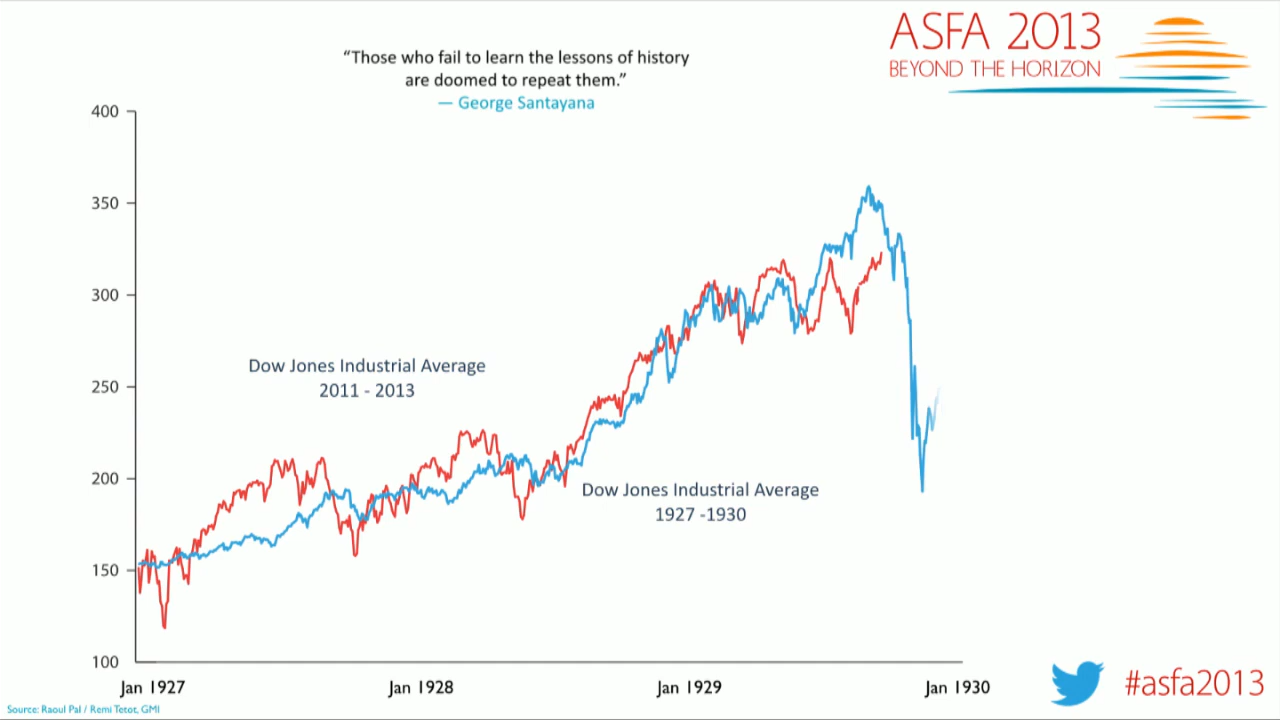 ASFA 2013
BEYOND THE HORIZON
“Those who fail to learn the lessons of history
are doomed to repeat them.”
— George Santayana
400
350
300
250
200
150
100
Dow Jones Industrial Average
2011 - 2013
Dow Jones Industrial Average
1927 -1930
Jan 1927
Jan 1928
Jan 1929
Jan 1930
Source: Raoul Pal / Remi Tetot, GMI
#asfa2013